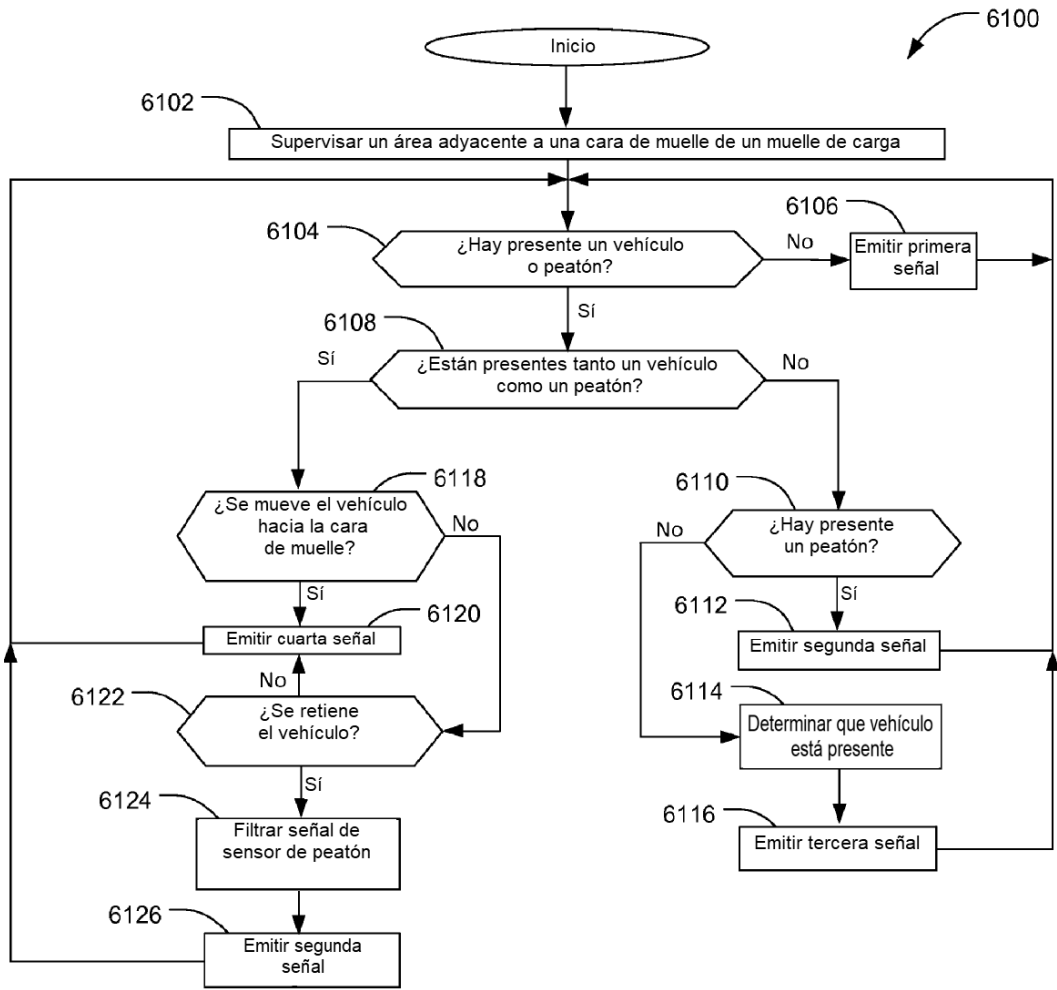 6100
Inicio
6102
Supervisar un área adyacente a una cara de muelle de un muelle de carga
6104
¿Hay presente un vehículo
o peatón?
No
6106
Emitir primera
señal
Sí
6108
¿Están presentes tanto un vehículo
como un peatón?
Sí
No
6118
¿Se mueve el vehículo
hacia la cara
de muelle?
No
Sí
6120
Emitir cuarta señal
No
6122
¿Se retiene
el vehículo?
Sí
6124
Filtrar señal de
sensor de peatón
6126
Emitir segunda
señal
6110
¿Hay presente
un peatón?
No
Sí
6112
Emitir segunda señal
6114
Determinar que vehículo
está presente
6116
Emitir tercera señal